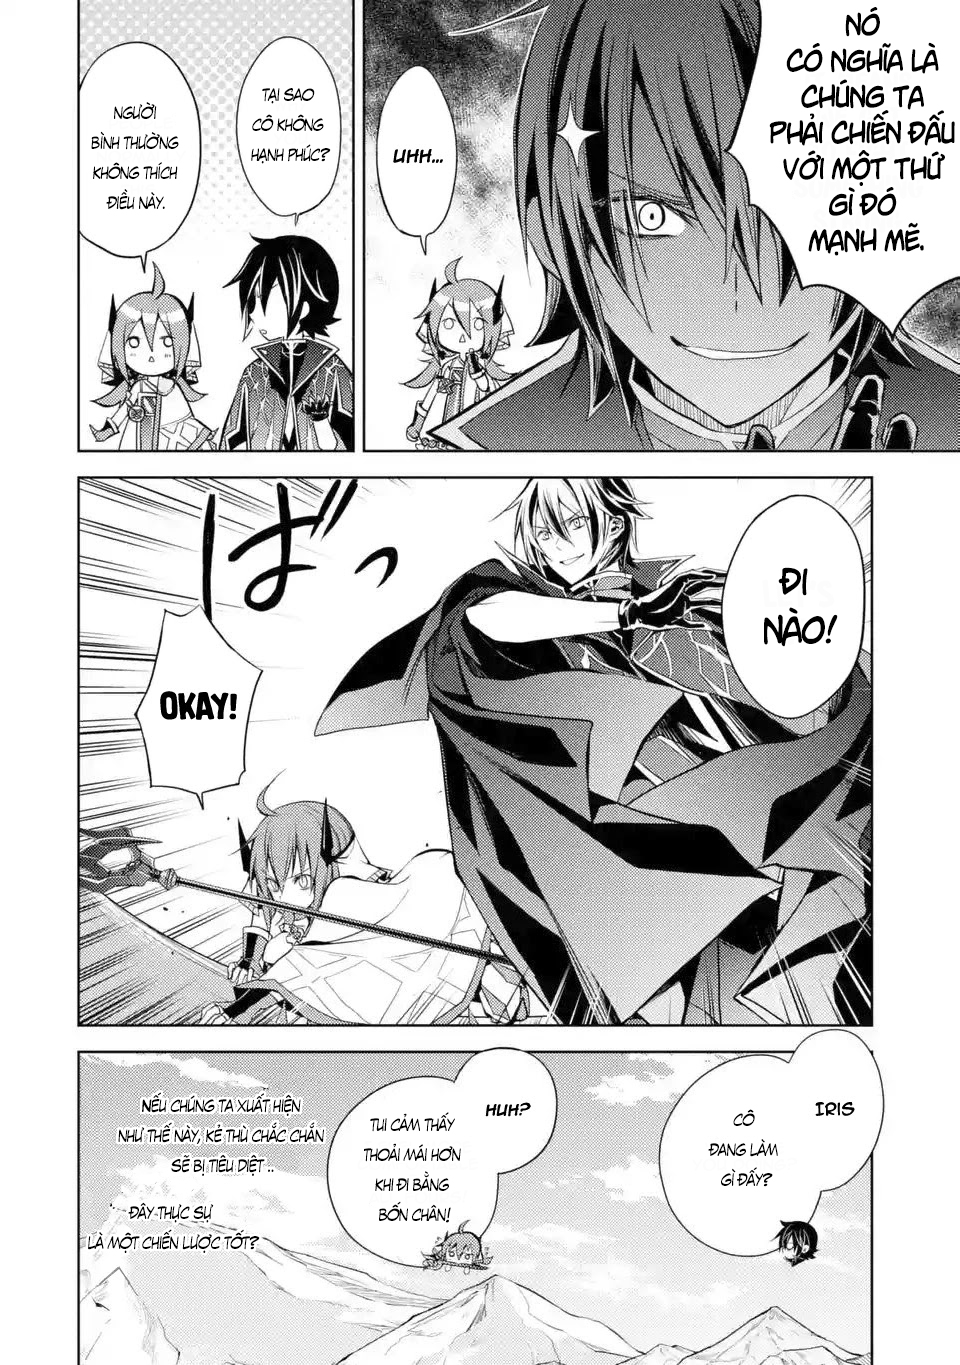 NÓ
CÓ NGHĨA LÀ
CHÚNG TA
PHẢI CHIẾN ĐẤU
VỚI MỘT THỨ
GÌ ĐÓ
MẠNH MẼ.
UHH...
TẠI SAO
CÔ KHÔNG
HẠNH PHÚC?
NGƯỜI
BÌNH THƯỜNG
KHÔNG THÍCH
ĐIỀU NÀY.
ĐI
NÀO!
ばっ
OKAY!
IRIS
CÔ
ĐANG LÀM
GÌ ĐẤY?
HUH?
TUI CẢM THẤY
THOẢI MÁI HƠN
KHI ĐI BẰNG
BỐN CHÂN!
NẾU CHÚNG TA XUẤT HIỆN
NHƯ THẾ NÀY, KẺ THÙ CHẮC CHẮN
SẼ BỊ TIÊU DIỆT ..
ĐÂY THỰC SỰ
LÀ MỘT CHIẾN LƯỢC TỐT?